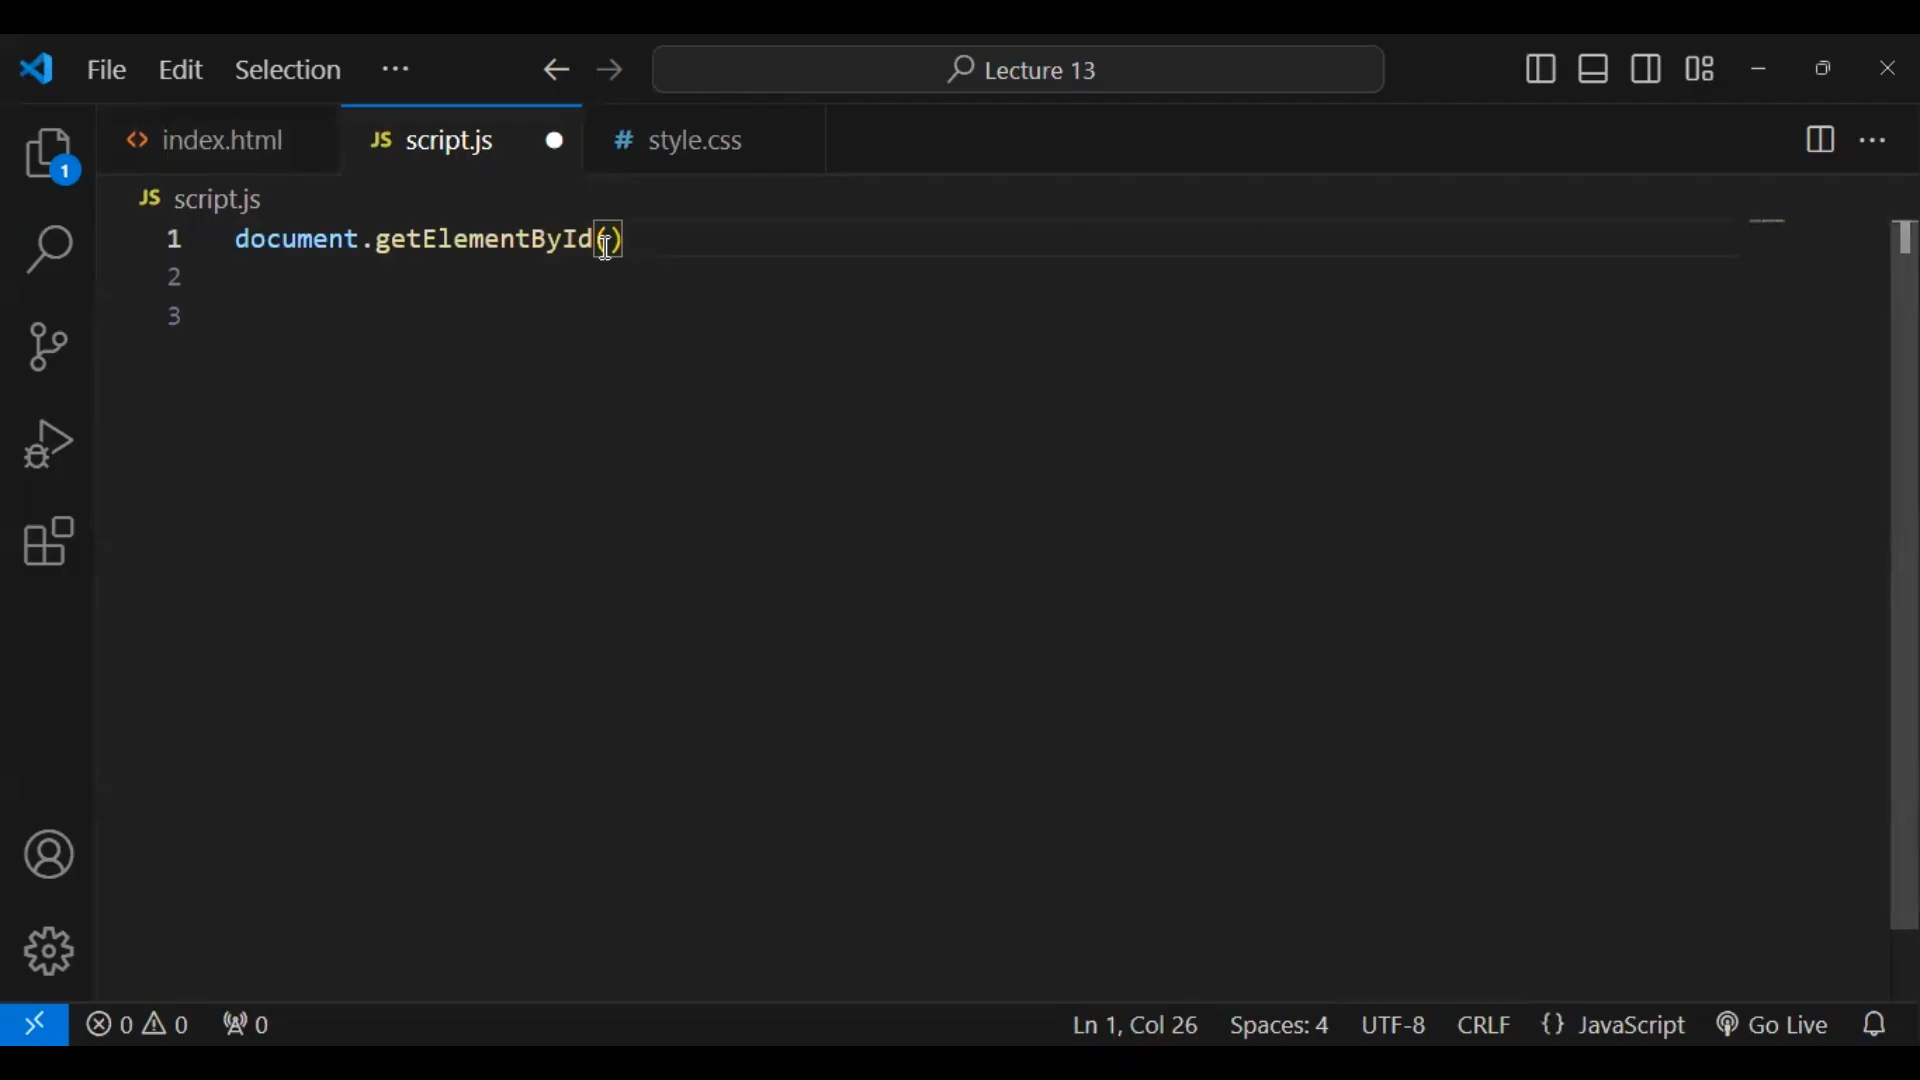 File Edit Selection ··· Lecture 13
index.html JS script.js # style.css ···
1
JS script.js
1 document.getElementById()
2
3
0 0 0 Ln 1, Col 26 Spaces: 4 UTF-8 CRLF {} JavaScript Go Live